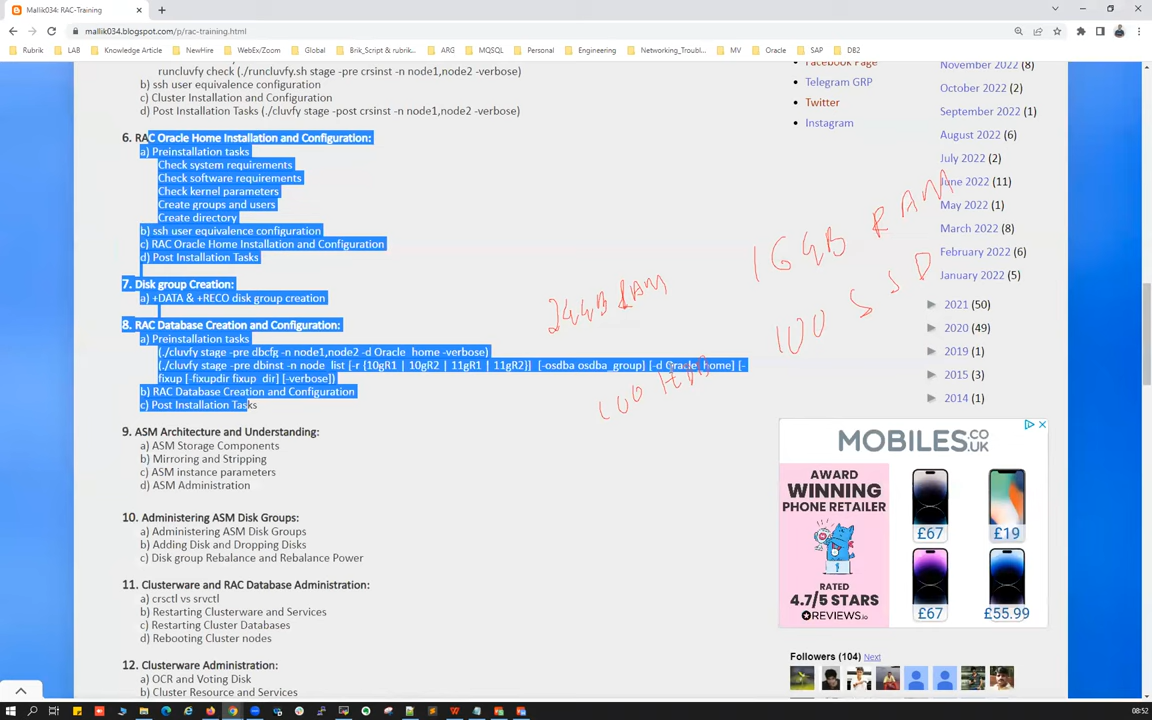 Mallik034: RAC-Training
mallik034.blogspot.com/p/rac-training.html
Rubrik
LAB
Knowledge Article
NewHire
WebEx/Zoom
Global
Brik_Script & rubrik...
ARG
MQSQL
Personal
Engineering
Networking_Troubl...
MV
Oracle
SAP
DB2
runcluvfy check (./runcluvfy.sh stage -pre crsinst -n node1,node2 -verbose)
b) ssh user equivalence configuration
c) Cluster Installation and Configuration
d) Post Installation Tasks (./cluvfy stage -post crsinst -n node1,node2 -verbose)
6. RAC Oracle Home Installation and Configuration:
a) Preinstallation tasks
Check system requirements
Check software requirements
Check kernel parameters
Create groups and users
Create directory
b) ssh user equivalence configuration
c) RAC Oracle Home Installation and Configuration
d) Post Installation Tasks
7. Disk group Creation:
a) +DATA & +RECO disk group creation
8. RAC Database Creation and Configuration:
a) Preinstallation tasks
(./cluvfy stage -pre dbcfg -n node1,node2 -d Oracle_home -verbose)
(./cluvfy stage -pre dbinst -n node_list [-r {10gR1 | 10gR2 | 11gR1 | 11gR2}] [-osdba osdba_group] [-d Oracle_home] [-
fixup [-fixupdir fixup_dir] [-verbose])
b) RAC Database Creation and Configuration
c) Post Installation Tasks
9. ASM Architecture and Understanding:
a) ASM Storage Components
b) Mirroring and Stripping
c) ASM instance parameters
d) ASM Administration
10. Administering ASM Disk Groups:
a) Administering ASM Disk Groups
b) Adding Disk and Dropping Disks
c) Disk group Rebalance and Rebalance Power
11. Clusterware and RAC Database Administration:
a) crsctl vs srvctl
b) Restarting Clusterware and Services
c) Restarting Cluster Databases
d) Rebooting Cluster nodes
12. Clusterware Administration:
a) OCR and Voting Disk
b) Cluster Resource and Services
24GB RAM
100 HDD
16GB RAM
100 SSD
Facebook Page
Telegram GRP
Twitter
Instagram
November 2022 (8)
October 2022 (2)
September 2022 (1)
August 2022 (6)
July 2022 (2)
June 2022 (11)
May 2022 (1)
March 2022 (8)
February 2022 (6)
January 2022 (5)
2021 (50)
2020 (49)
2019 (1)
2015 (3)
2014 (1)
MOBILES.CO
.UK
AWARD
WINNING
PHONE RETAILER
RATED
4.7/5 STARS
REVIEWS.io
£67
£19
£67
£55.99
Followers (104) Next
08:52